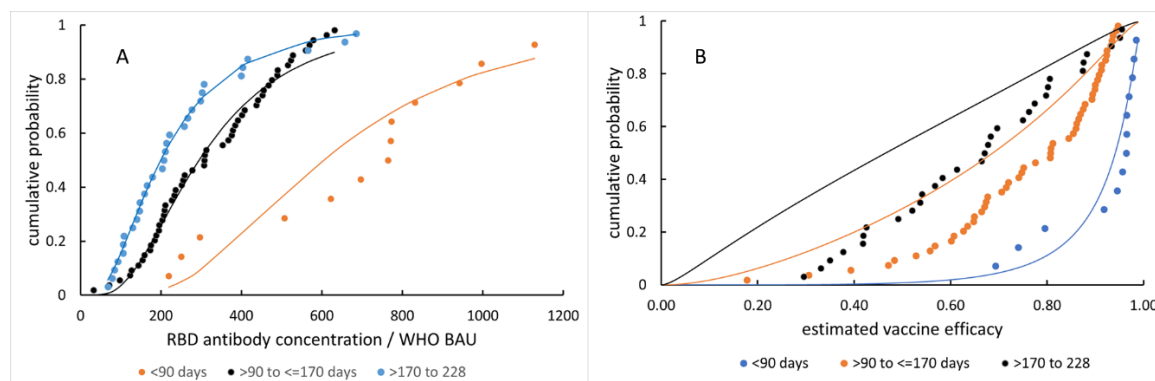 A
cumulative probability
1
0.8
0.6
0.4
0.2
0
0 200 400 600 800 1000 1200
RBD antibody concentration / WHO BAU
<90 days >90 to <=170 days >170 to 228
B
cumulative probability
1
0.8
0.6
0.4
0.2
0
0.00 0.20 0.40 0.60 0.80 1.00
estimated vaccine efficacy
<90 days >90 to <=170 days >170 to 228